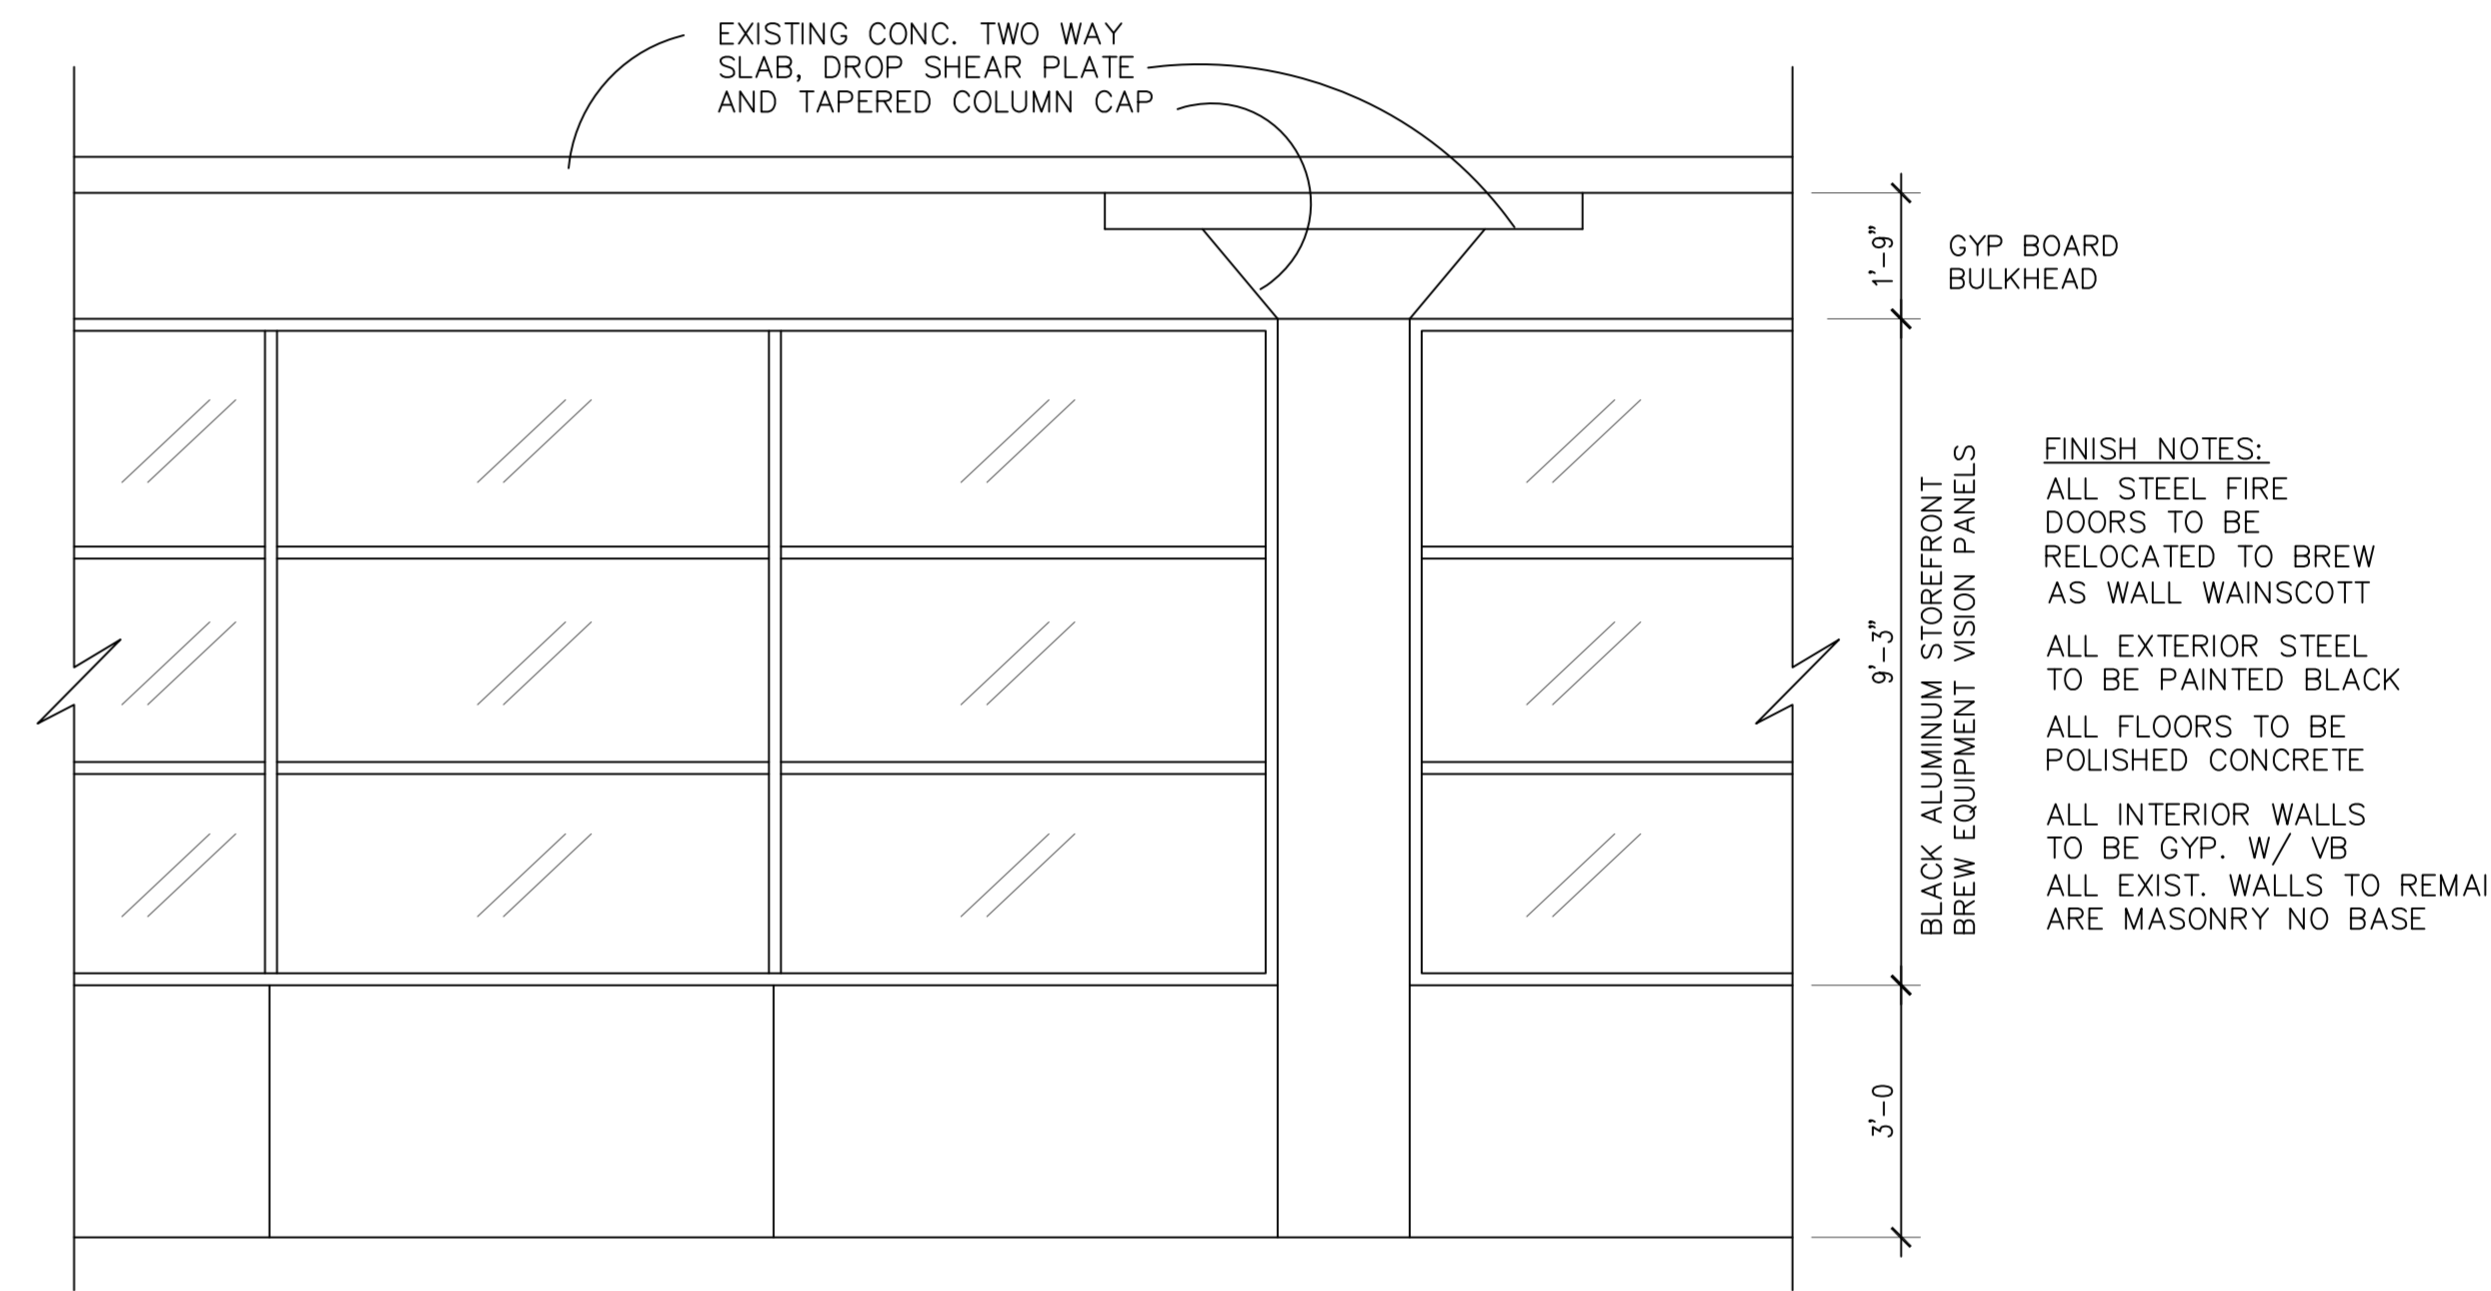 EXISTING CONC. TWO WAY
SLAB, DROP SHEAR PLATE
AND TAPERED COLUMN CAP
1'-9"
GYP BOARD
BULKHEAD
9'-3"
BLACK ALUMINUM STOREFRONT
BREW EQUIPMENT VISION PANELS
3'-0
FINISH NOTES:
ALL STEEL FIRE
DOORS TO BE
RELOCATED TO BREW
AS WALL WAINSCOTT
ALL EXTERIOR STEEL
TO BE PAINTED BLACK
ALL FLOORS TO BE
POLISHED CONCRETE
ALL INTERIOR WALLS
TO BE GYP. W/ VB
ALL EXIST. WALLS TO REMAI
ARE MASONRY NO BASE